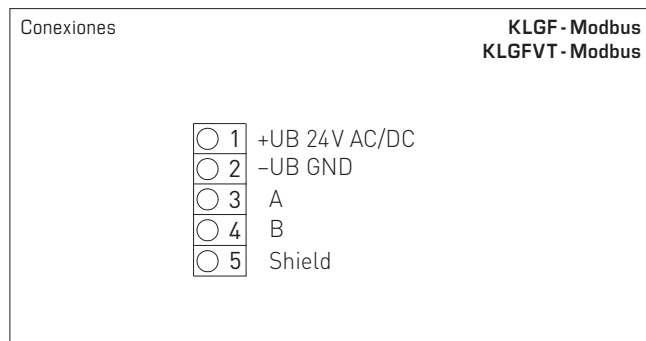 Conexiones
KLGF - Modbus
KLGFVT - Modbus
1 +UB 24V AC/DC
2 –UB GND
3 A
4 B
5 Shield